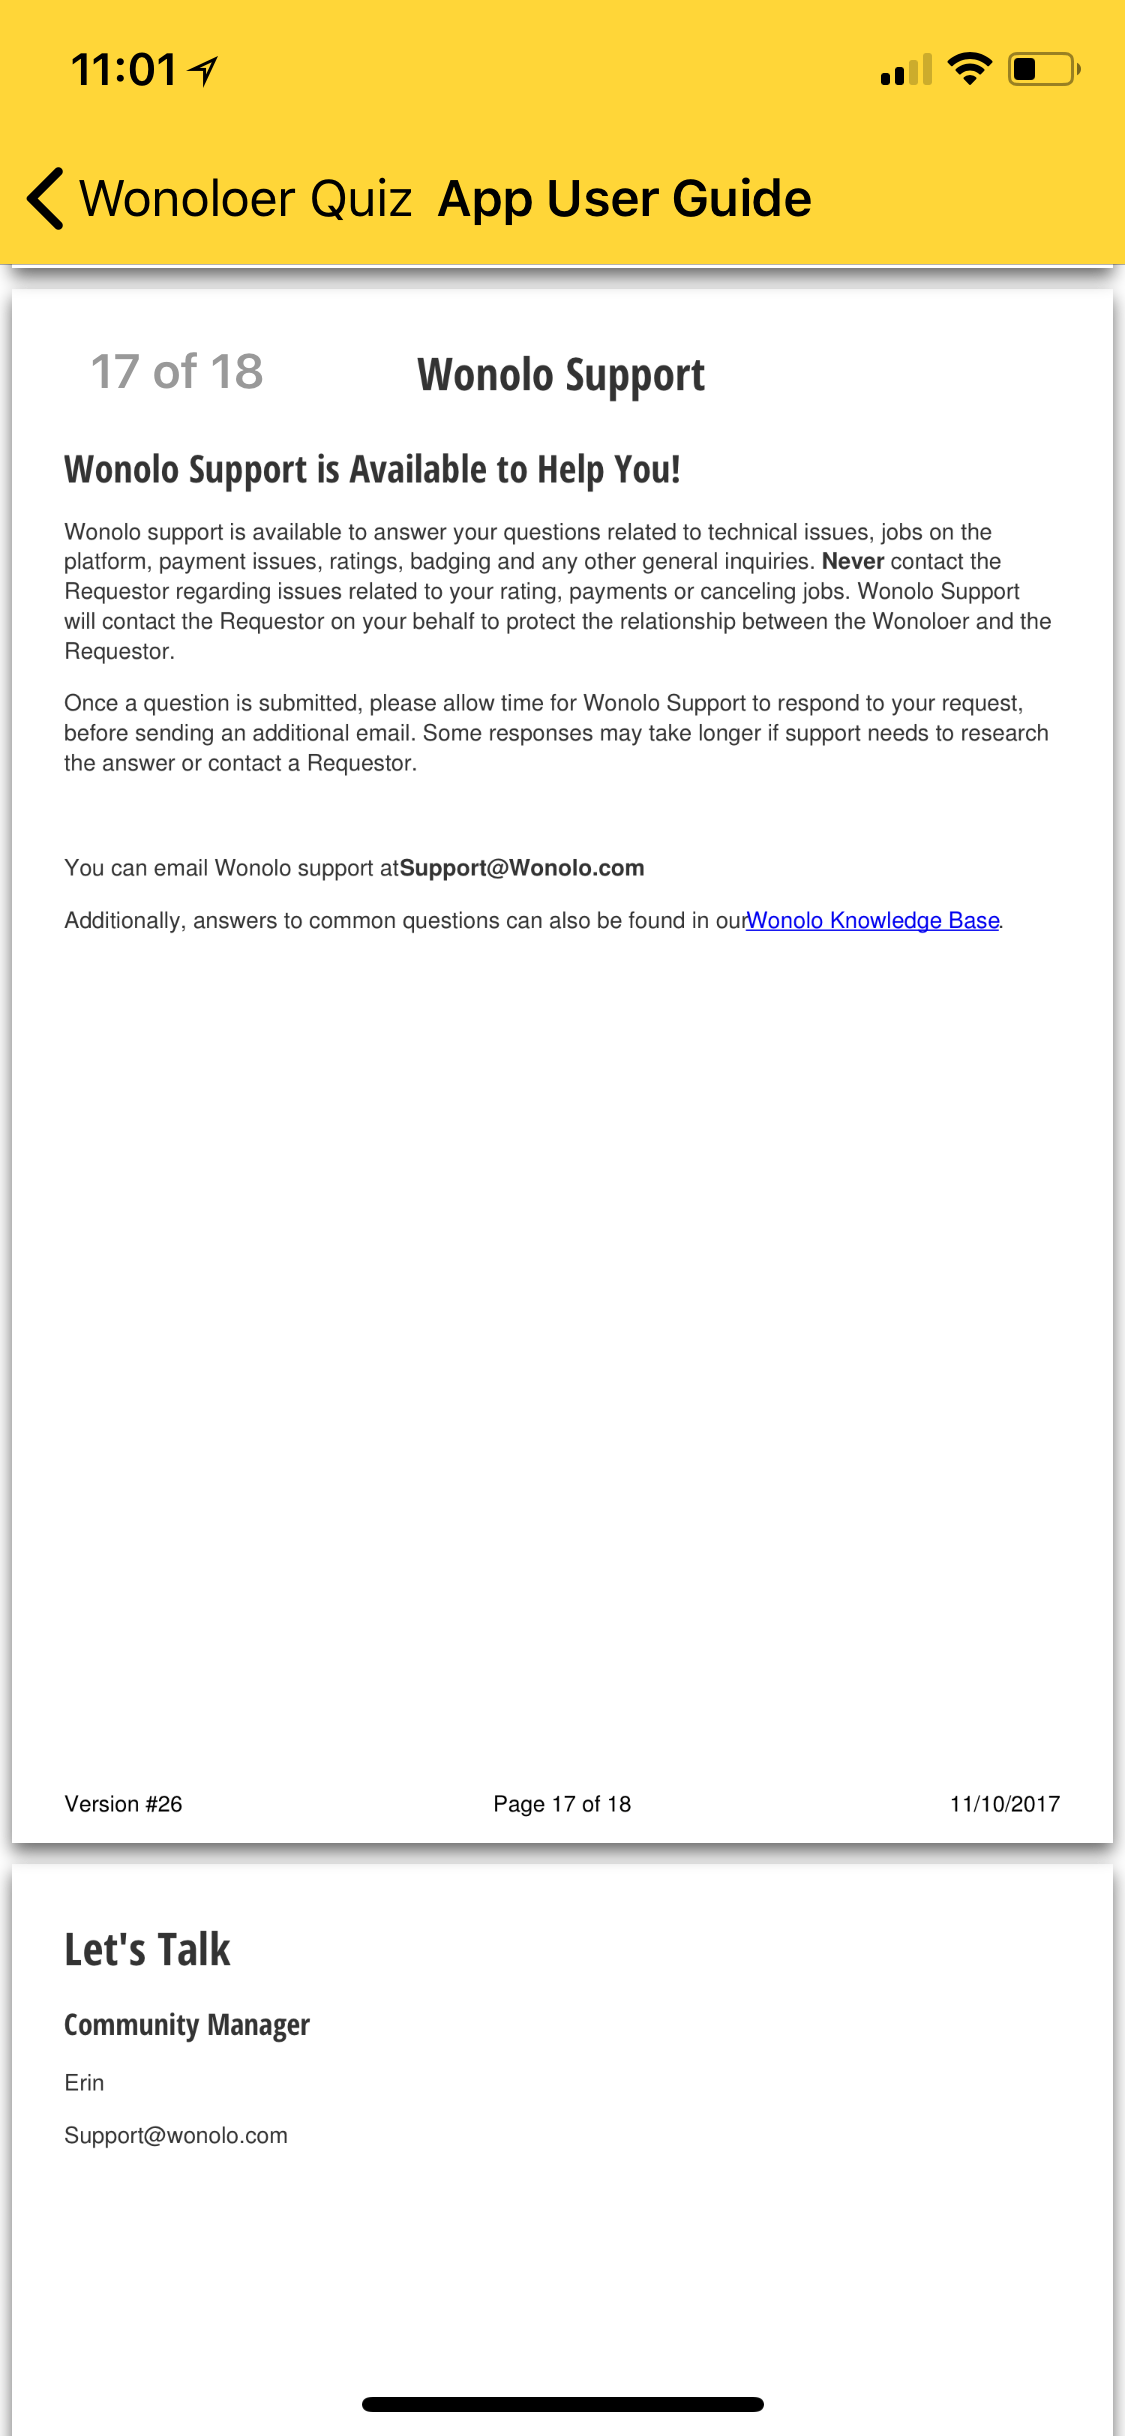 11:01
Wonoloer Quiz App User Guide
17 of 18
Wonolo Support
Wonolo Support is Available to Help You!
Wonolo support is available to answer your questions related to technical issues, jobs on the
platform, payment issues, ratings, badging and any other general inquiries. Never contact the
Requestor regarding issues related to your rating, payments or canceling jobs. Wonolo Support
will contact the Requestor on your behalf to protect the relationship between the Wonoloer and the
Requestor.
Once a question is submitted, please allow time for Wonolo Support to respond to your request,
before sending an additional email. Some responses may take longer if support needs to research
the answer or contact a Requestor.
You can email Wonolo support atSupport@Wonolo.com
Additionally, answers to common questions can also be found in ourWonolo Knowledge Base.
Version #26 Page 17 of 18 11/10/2017
Let's Talk
Community Manager
Erin
Support@wonolo.com